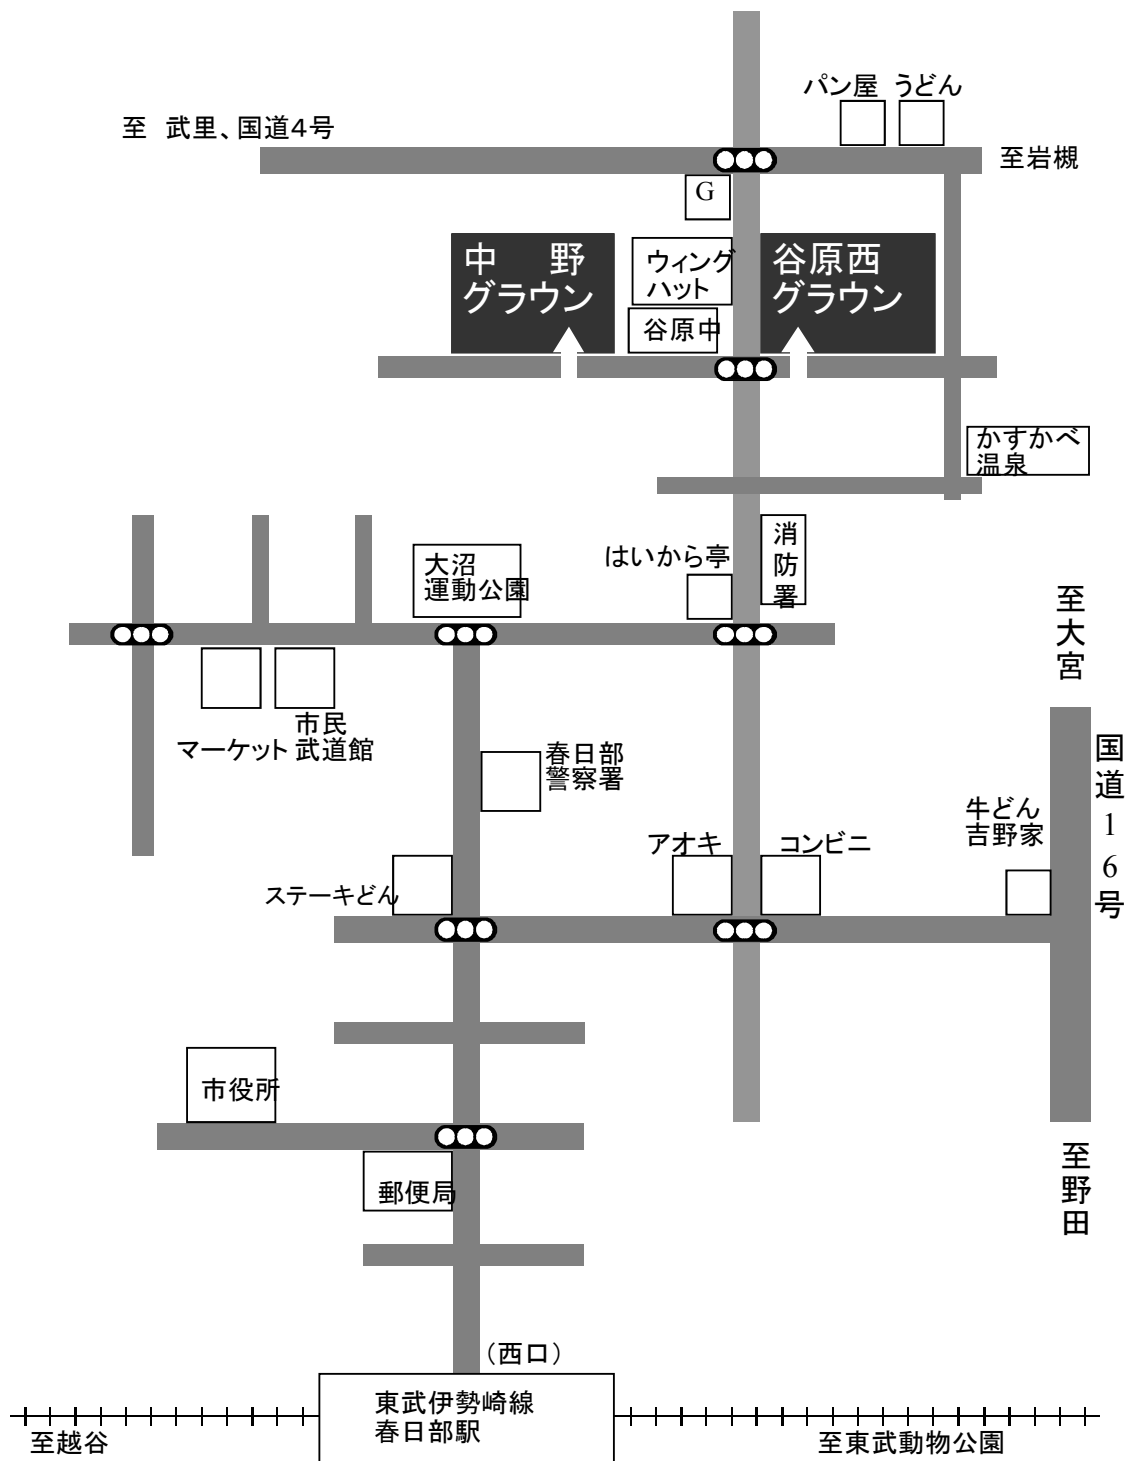 パン屋
うどん
至 武里、国道4号
至岩槻
G
中 野
グラウン
ウィング
ハット
谷原西
グラウン
谷原中
かすかべ
温泉
消
防
署
はいから亭
大沼
運動公園
至
大
宮
市民
武道館
マーケット
春日部
警察署
国
道
1
6
号
牛どん
吉野家
アオキ
コンビニ
ステーキどん
市役所
郵便局
至
野
田
(西口)
東武伊勢崎線
春日部駅
至越谷
至東武動物公園